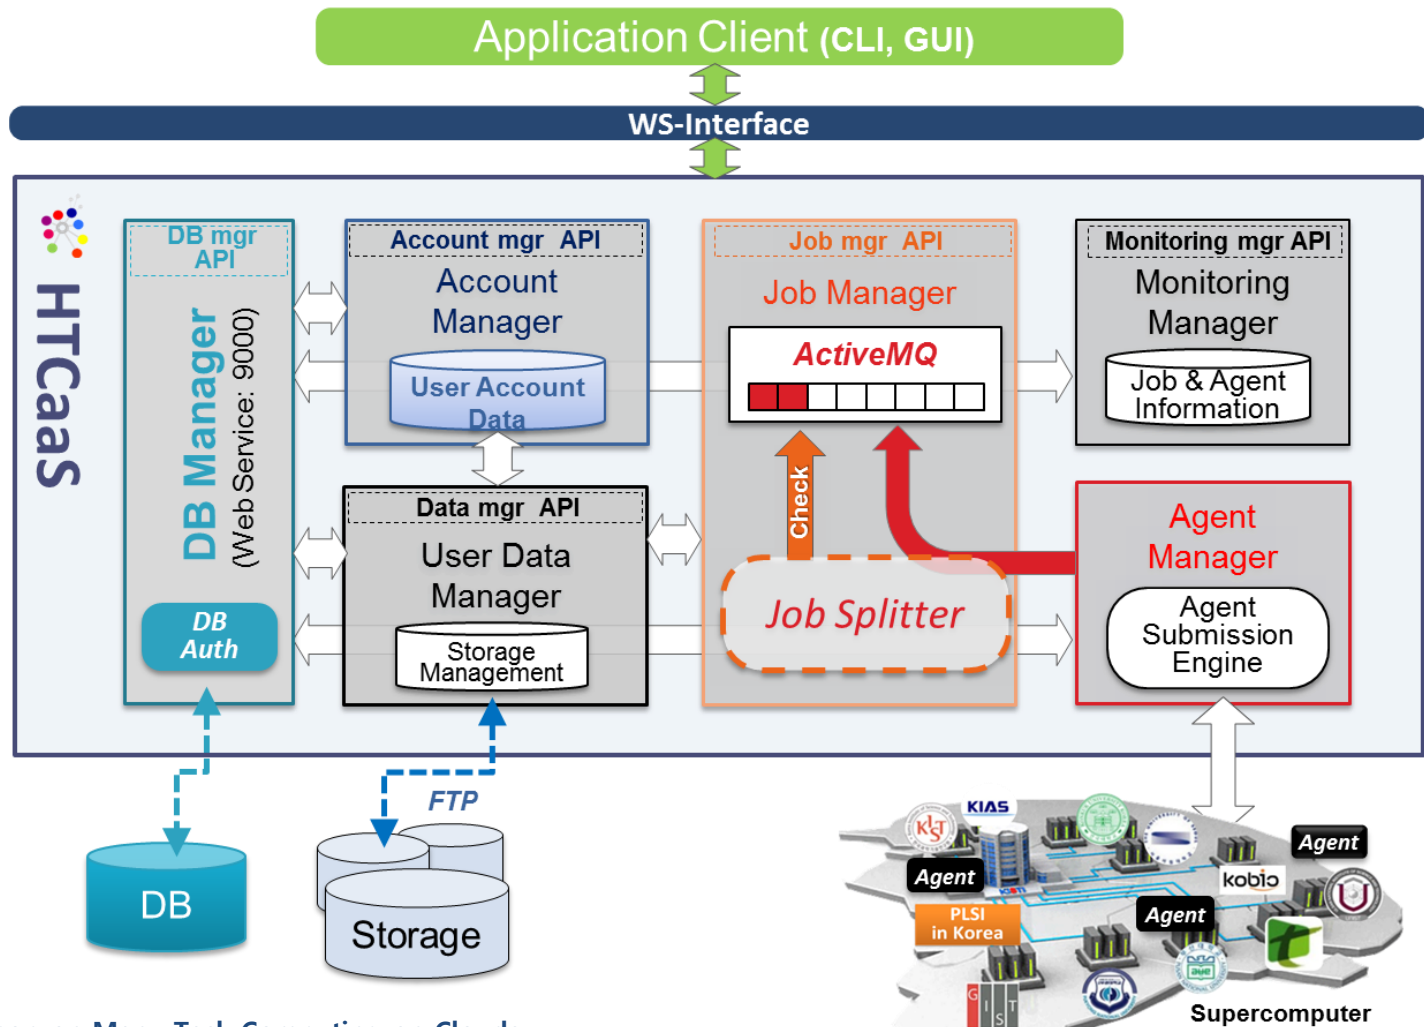 Application Client (CLI, GUI)
WS-Interface
HTCaaS
DB mgr
API
DB Manager
(Web Service: 9000)
DB
Auth
Account mgr API
Account
Manager
User Account
Data
Data mgr API
User Data
Manager
Storage
Management
Job mgr API
Job Manager
ActiveMQ
Check
Job Splitter
Monitoring mgr API
Monitoring
Manager
Job & Agent
Information
Agent
Manager
Agent
Submission
Engine
FTP
DB
Storage
KIST
KIAS
Agent
Agent
kobic
PLSI
in Korea
Agent
GIST
Supercomputer